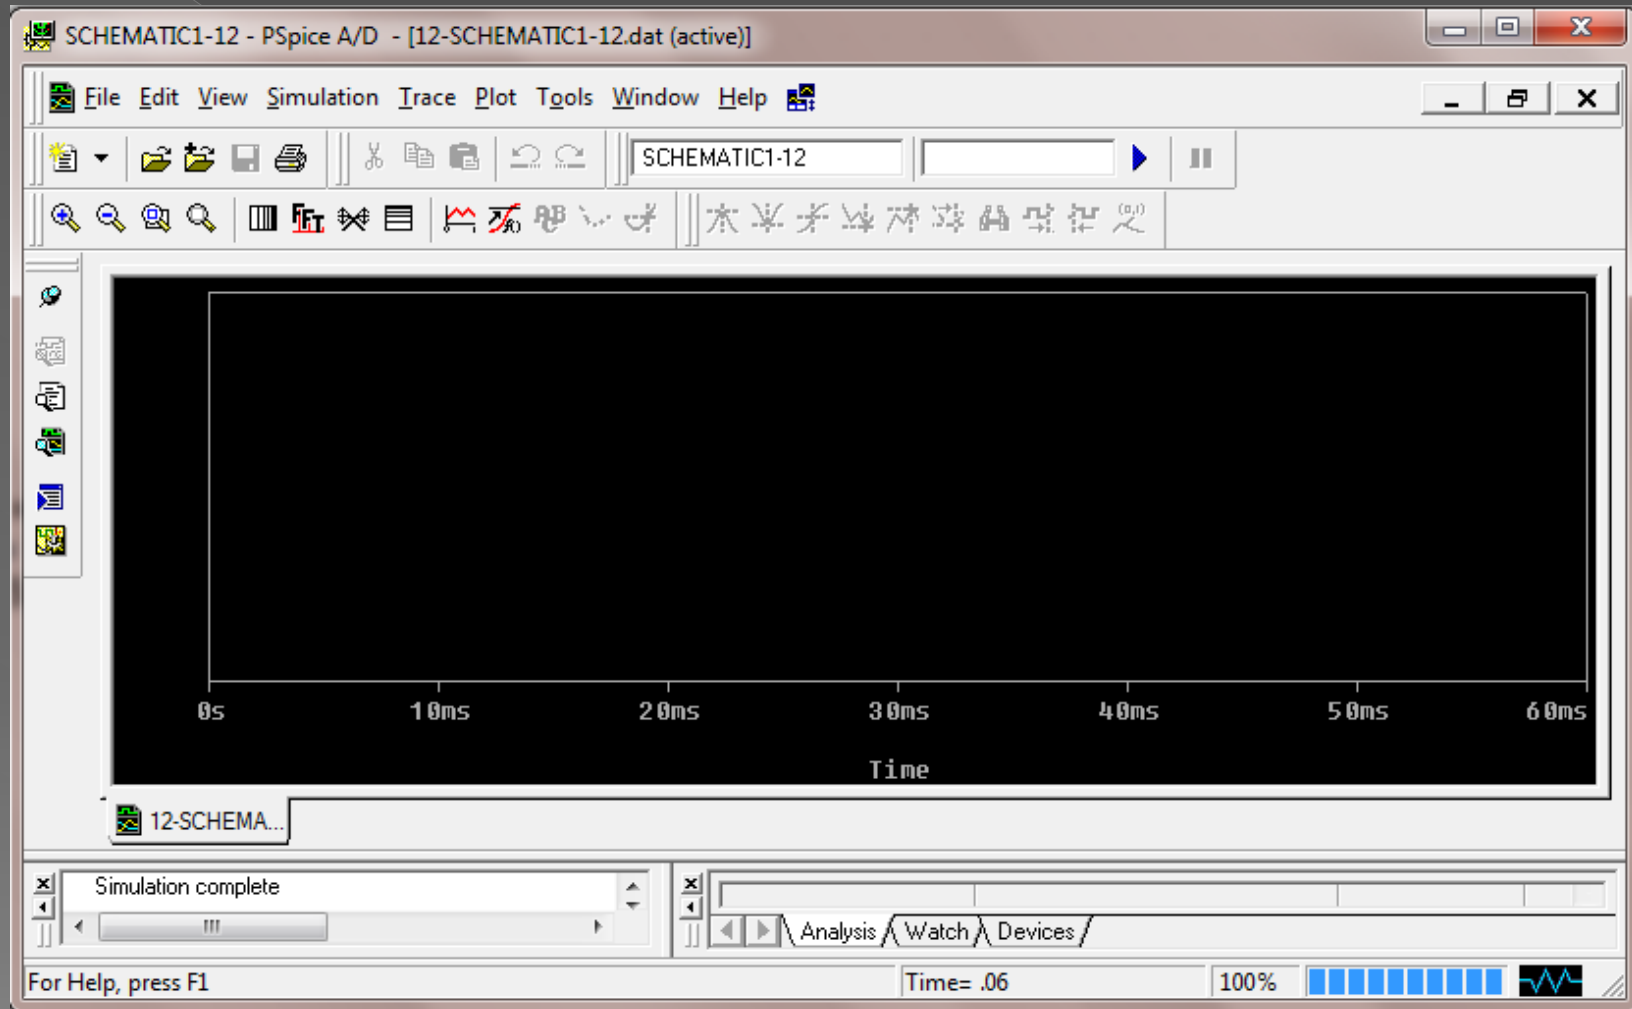 SCHEMATIC1-12 - PSpice A/D - [12-SCHEMATIC1-12.dat (active)]
File Edit View Simulation Trace Plot Tools Window Help
SCHEMATIC1-12
FFT
0s 10ms 20ms 30ms 40ms 50ms 60ms
Time
12-SCHEMA...
Simulation complete
Analysis Watch Devices
For Help, press F1 Time= .06 100%